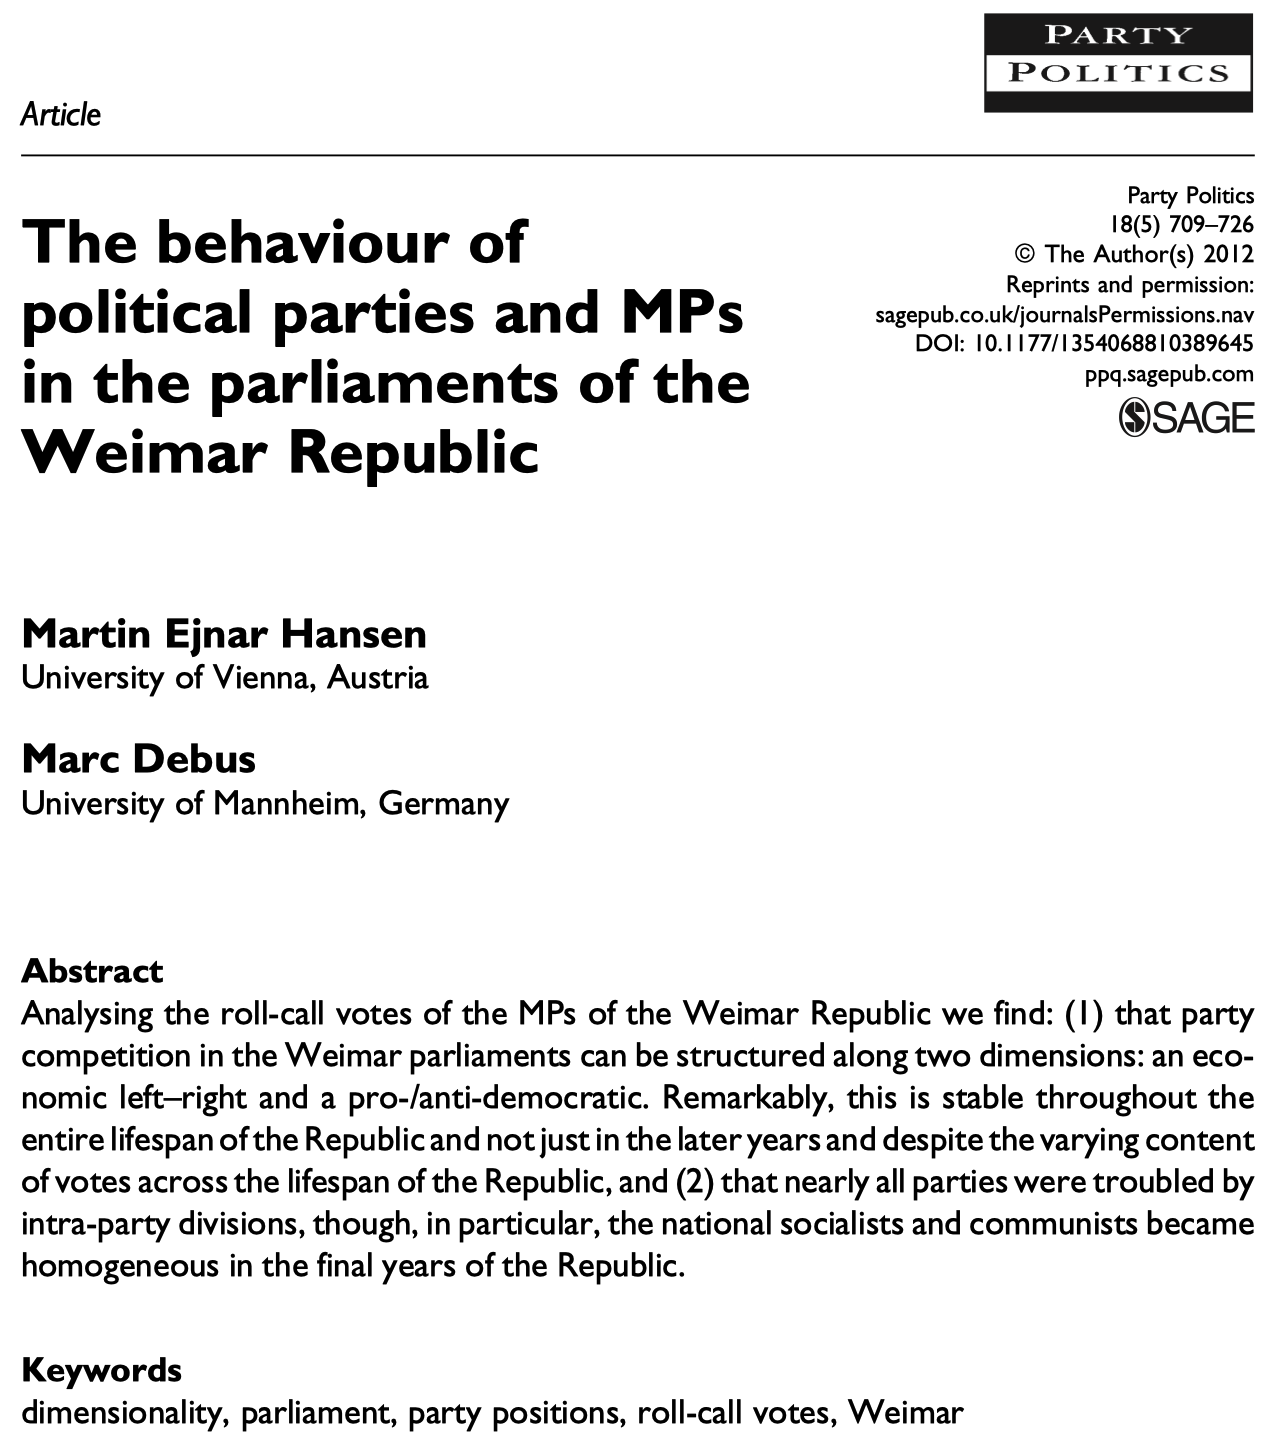 PARTY
POLITICS
Article
Party Politics
18(5) 709–726
© The Author(s) 2012
Reprints and permission:
sagepub.co.uk/journalsPermissions.nav
DOI: 10.1177/1354068810389645
ppq.sagepub.com
SAGE
The behaviour of
political parties and MPs
in the parliaments of the
Weimar Republic
Martin Ejnar Hansen
University of Vienna, Austria
Marc Debus
University of Mannheim, Germany
Abstract
Analysing the roll-call votes of the MPs of the Weimar Republic we find: (1) that party
competition in the Weimar parliaments can be structured along two dimensions: an eco-
nomic left–right and a pro-/anti-democratic. Remarkably, this is stable throughout the
entire lifespan of the Republic and not just in the later years and despite the varying content
of votes across the lifespan of the Republic, and (2) that nearly all parties were troubled by
intra-party divisions, though, in particular, the national socialists and communists became
homogeneous in the final years of the Republic.
Keywords
dimensionality, parliament, party positions, roll-call votes, Weimar